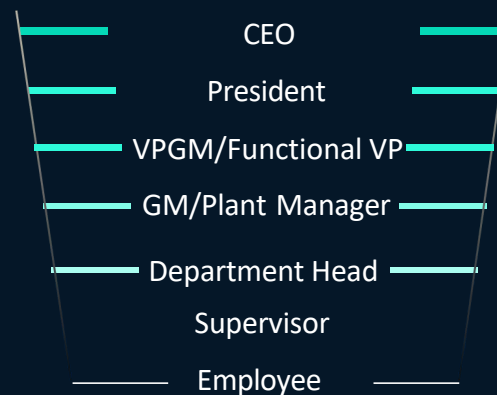 CEO
President
VPGM/Functional VP
GM/Plant Manager
Department Head
Supervisor
Employee